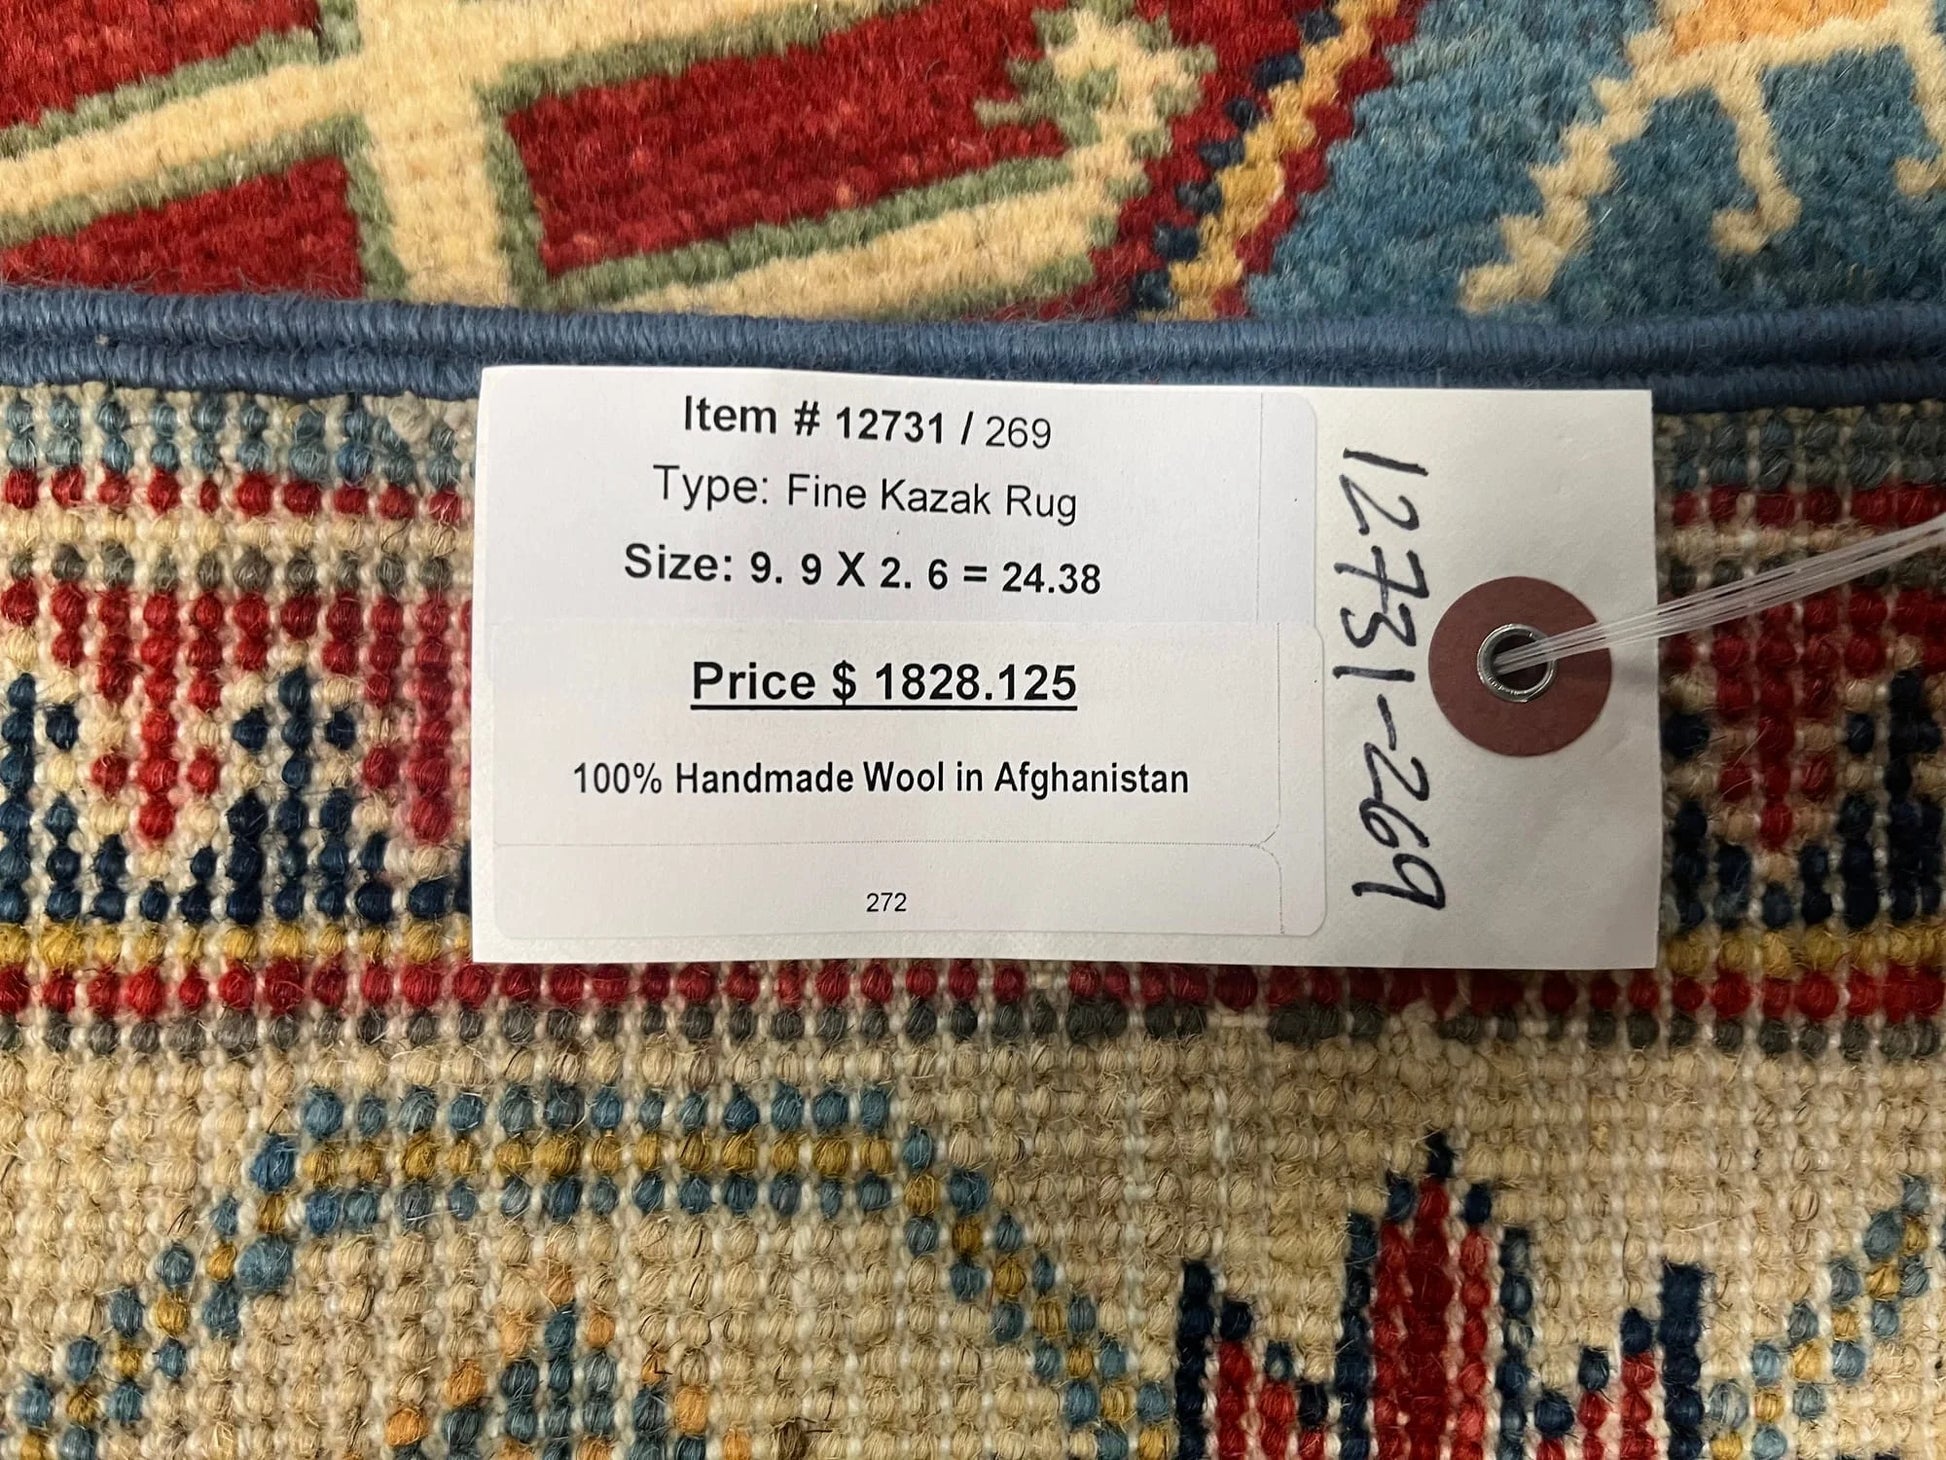 Item # 12731 / 269
Type: Fine Kazak Rug
Size: 9. 9 X 2. 6 = 24.38
Price $ 1828.125
100% Handmade Wool in Afghanistan
272
12731-269